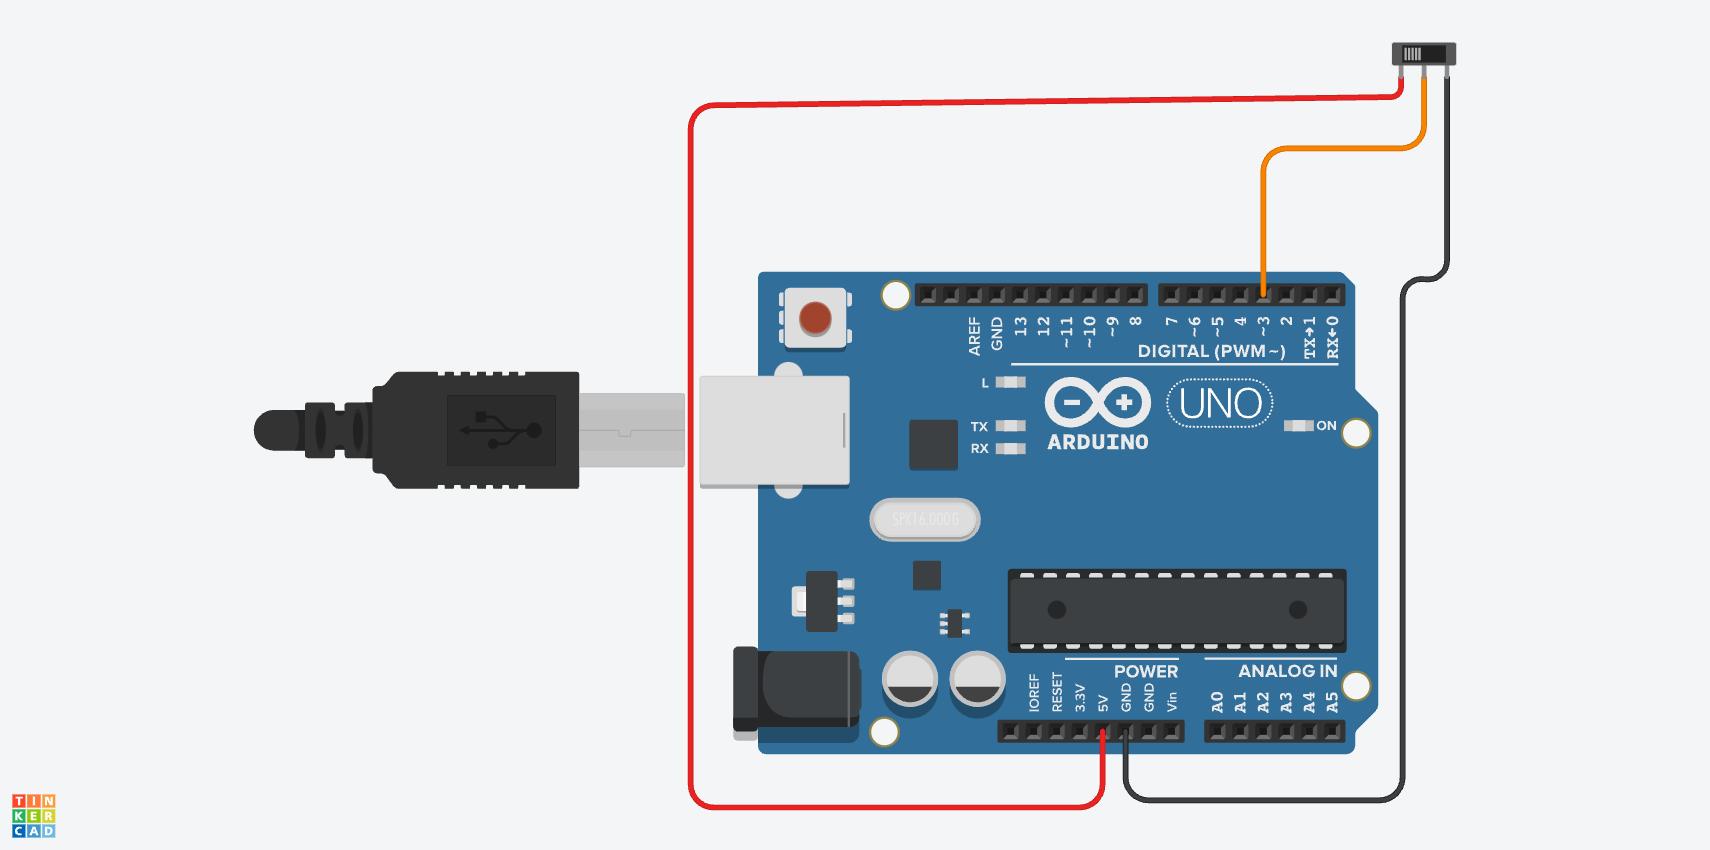 AREF
GND
13
12
~11
~10
~9
8
7
~6
~5
4
~3
2
TX→1
RX←0
DIGITAL (PWM~)
L
TX
RX
UNO
ON
ARDUINO
SPK16.000G
POWER
ANALOG IN
IOREF
RESET
3.3V
5V
GND
GND
Vin
A0
A1
A2
A3
A4
A5
TIN
KER
CAD